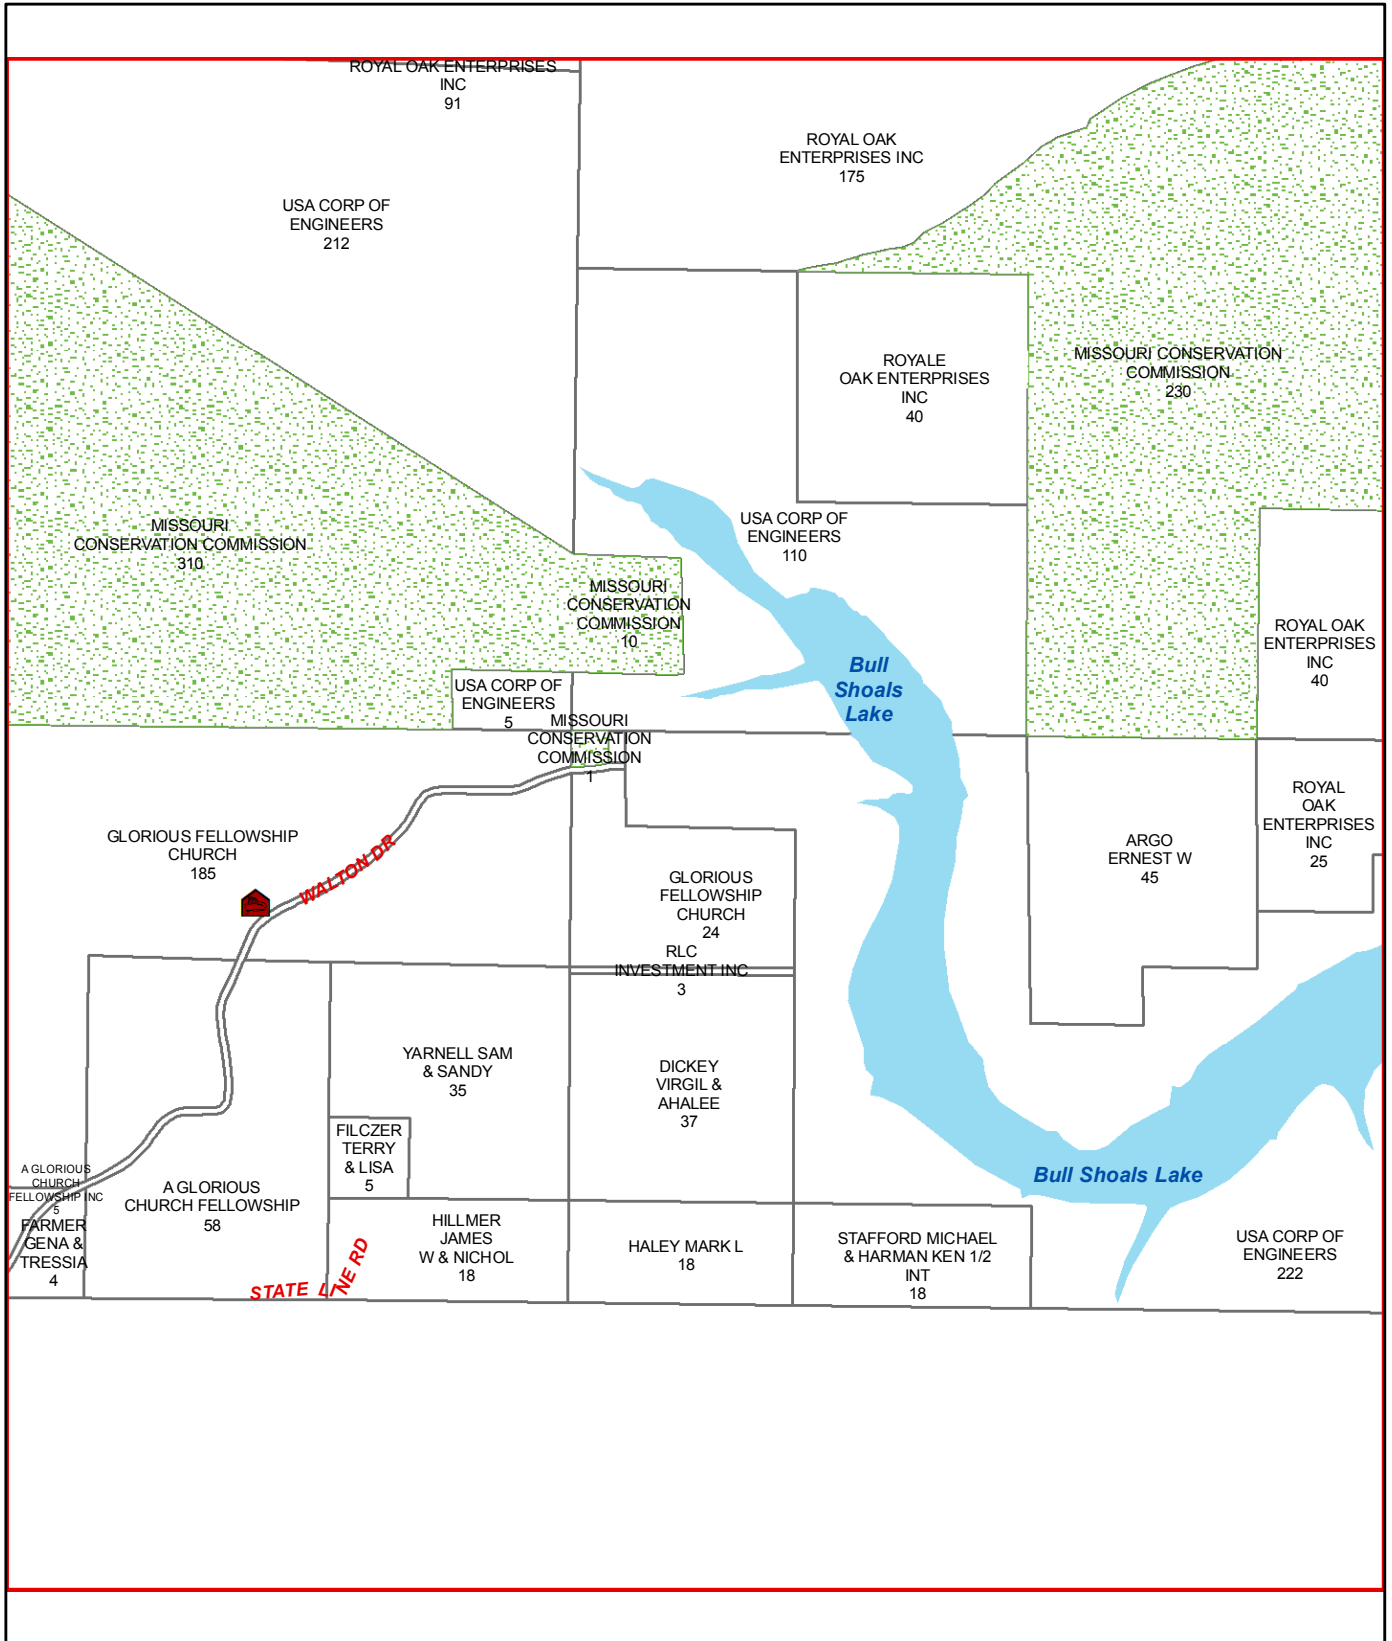 ROYAL OAK ENTERPRISES
INC
91
ROYAL OAK
ENTERPRISES INC
175
USA CORP OF
ENGINEERS
212
ROYALE
OAK ENTERPRISES
INC
40
MISSOURI CONSERVATION
COMMISSION
230
MISSOURI
CONSERVATION COMMISSION
310
USA CORP OF
ENGINEERS
110
MISSOURI
CONSERVATION
COMMISSION
10
ROYAL OAK
ENTERPRISES
INC
40
Bull
Shoals
Lake
USA CORP OF
ENGINEERS
5
MISSOURI
CONSERVATION
COMMISSION
1
ROYAL
OAK
ENTERPRISES
INC
25
GLORIOUS FELLOWSHIP
CHURCH
185
WALTON DR
ARGO
ERNEST W
45
GLORIOUS
FELLOWSHIP
CHURCH
24
RLC
INVESTMENT INC
3
YARNELL SAM
& SANDY
35
DICKEY
VIRGIL &
AHALEE
37
FILCZER
TERRY
& LISA
5
A GLORIOUS
CHURCH
FELLOWSHIP INC
5
A GLORIOUS
CHURCH FELLOWSHIP
58
Bull Shoals Lake
FARMER
GENA &
TRESSIA
4
HILLMER
JAMES
W & NICHOL
18
HALEY MARK L
18
STAFFORD MICHAEL
& HARMAN KEN 1/2
INT
18
USA CORP OF
ENGINEERS
222
STATE LINE RD